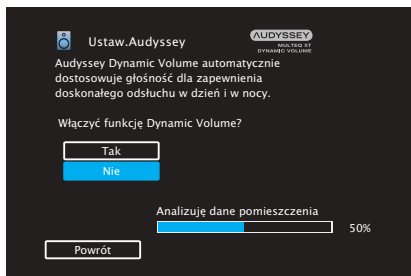 Ustaw.Audyssey
AUDYSSEY
MULTEQ XT
DYNAMIC VOLUME
Audyssey Dynamic Volume automatycznie
dostosowuje głośność dla zapewnienia
doskonałego odsłuchu w dzień i w nocy.
Włączyć funkcję Dynamic Volume?
Tak
Nie
Analizuję dane pomieszczenia
50%
Powrót